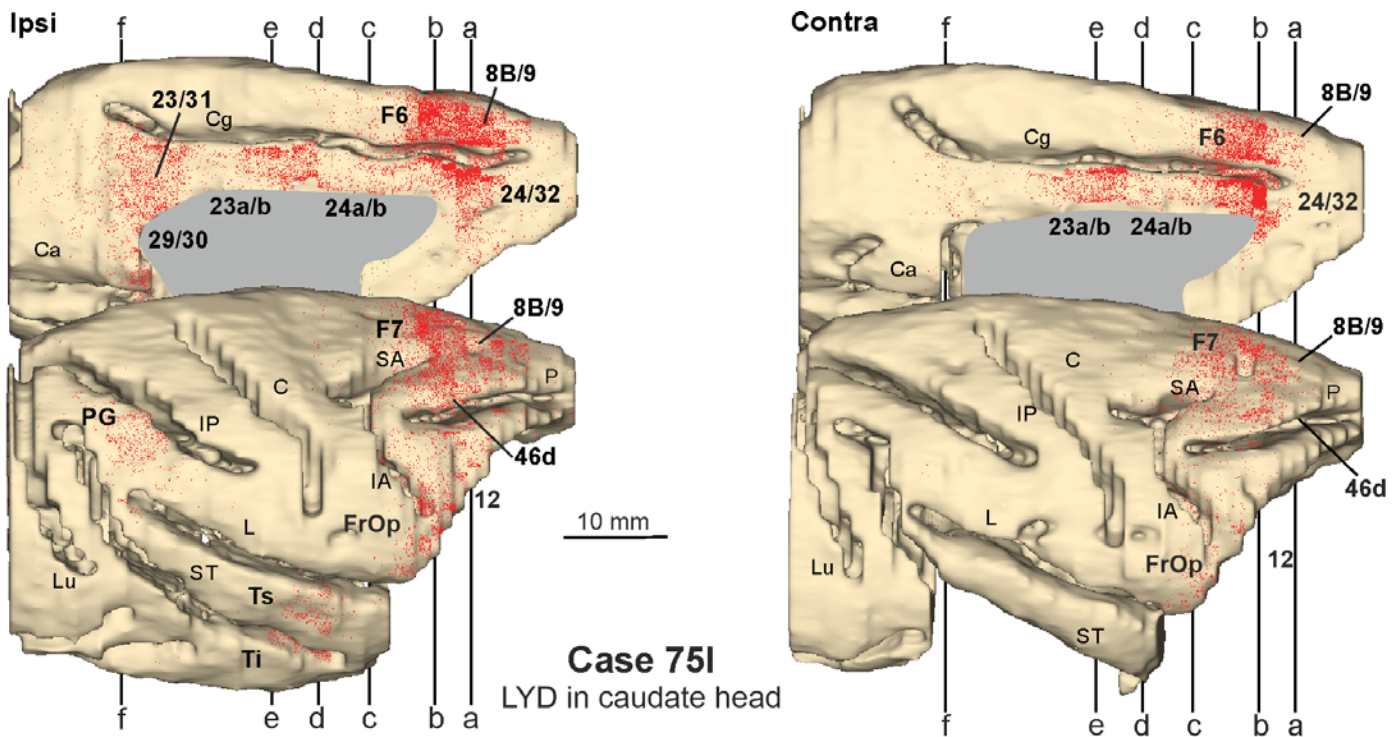 Ipsi
f e d c b a
8B/9
23/31
Cg
F6
24/32
23a/b 24a/b
29/30
Ca
8B/9
F7
SA
C
P
PG
IP
46d
IA
12
L
FrOp
ST
Lu
Ts
Ti
f e d c b a
10 mm
Case 75I
LYD in caudate head
Contra
f e d c b a
8B/9
Cg
F6
24/32
23a/b 24a/b
Ca
8B/9
F7
C
SA
P
IP
46d
IA
L
12
FrOp
Lu
ST
f e d c b a